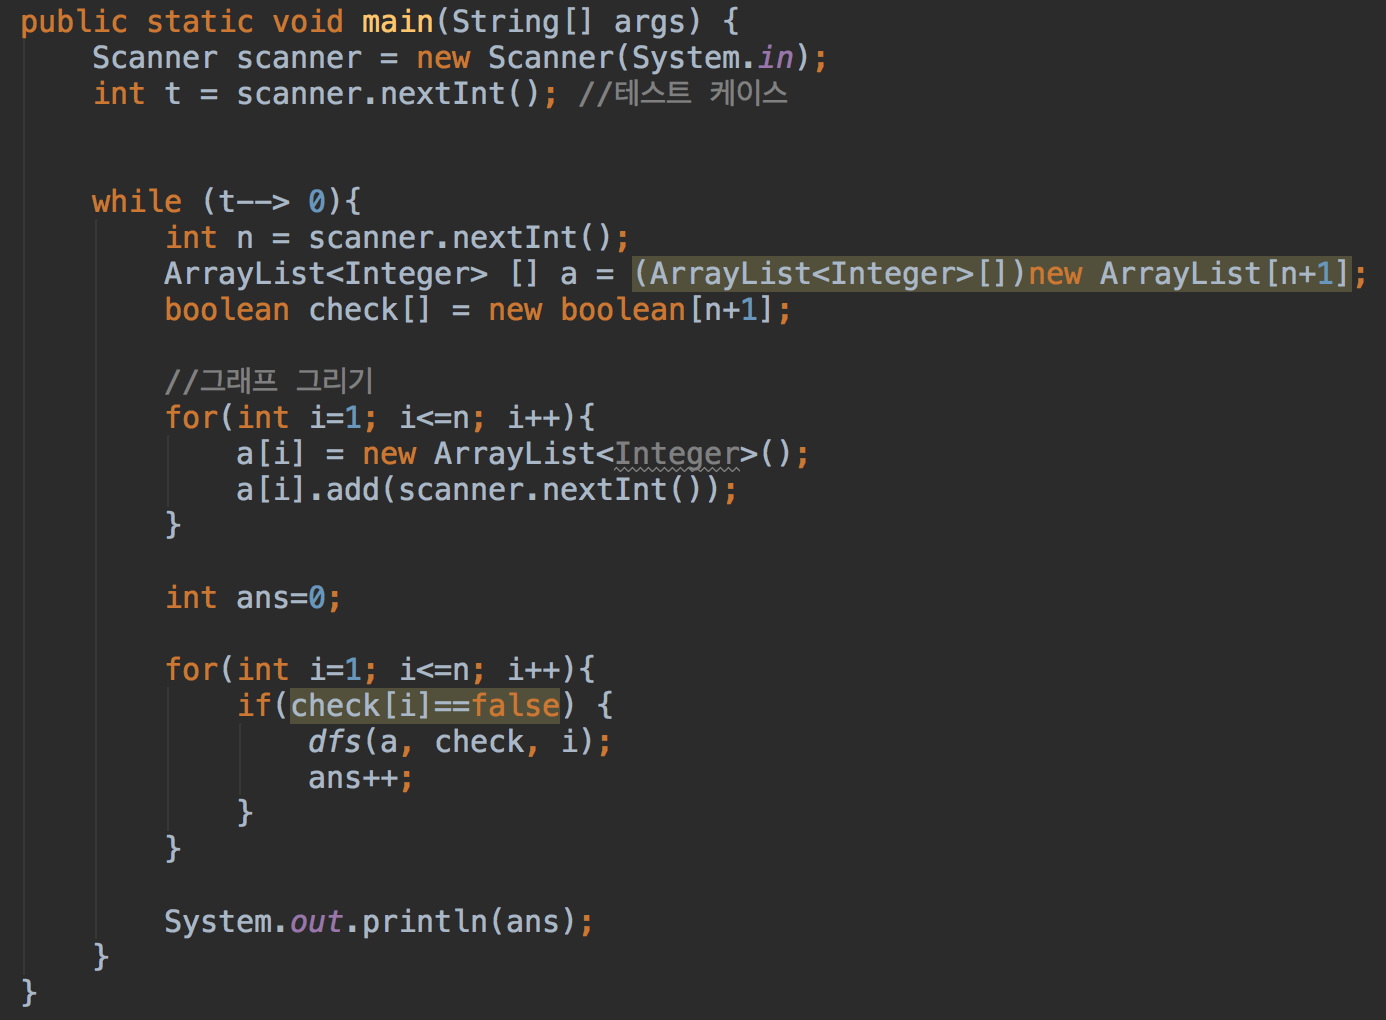 public static void main(String[] args) {
    Scanner scanner = new Scanner(System.in);
    int t = scanner.nextInt(); //테스트 케이스
    while (t--> 0){
        int n = scanner.nextInt();
        ArrayList<Integer> [] a = (ArrayList<Integer>[])new ArrayList[n+1];
        boolean check[] = new boolean[n+1];
        //그래프 그리기
        for(int i=1; i<=n; i++){
            a[i] = new ArrayList<Integer>();
            a[i].add(scanner.nextInt());
        }
        int ans=0;
        for(int i=1; i<=n; i++){
            if(check[i]==false) {
                dfs(a, check, i);
                ans++;
            }
        }
        System.out.println(ans);
    }
}